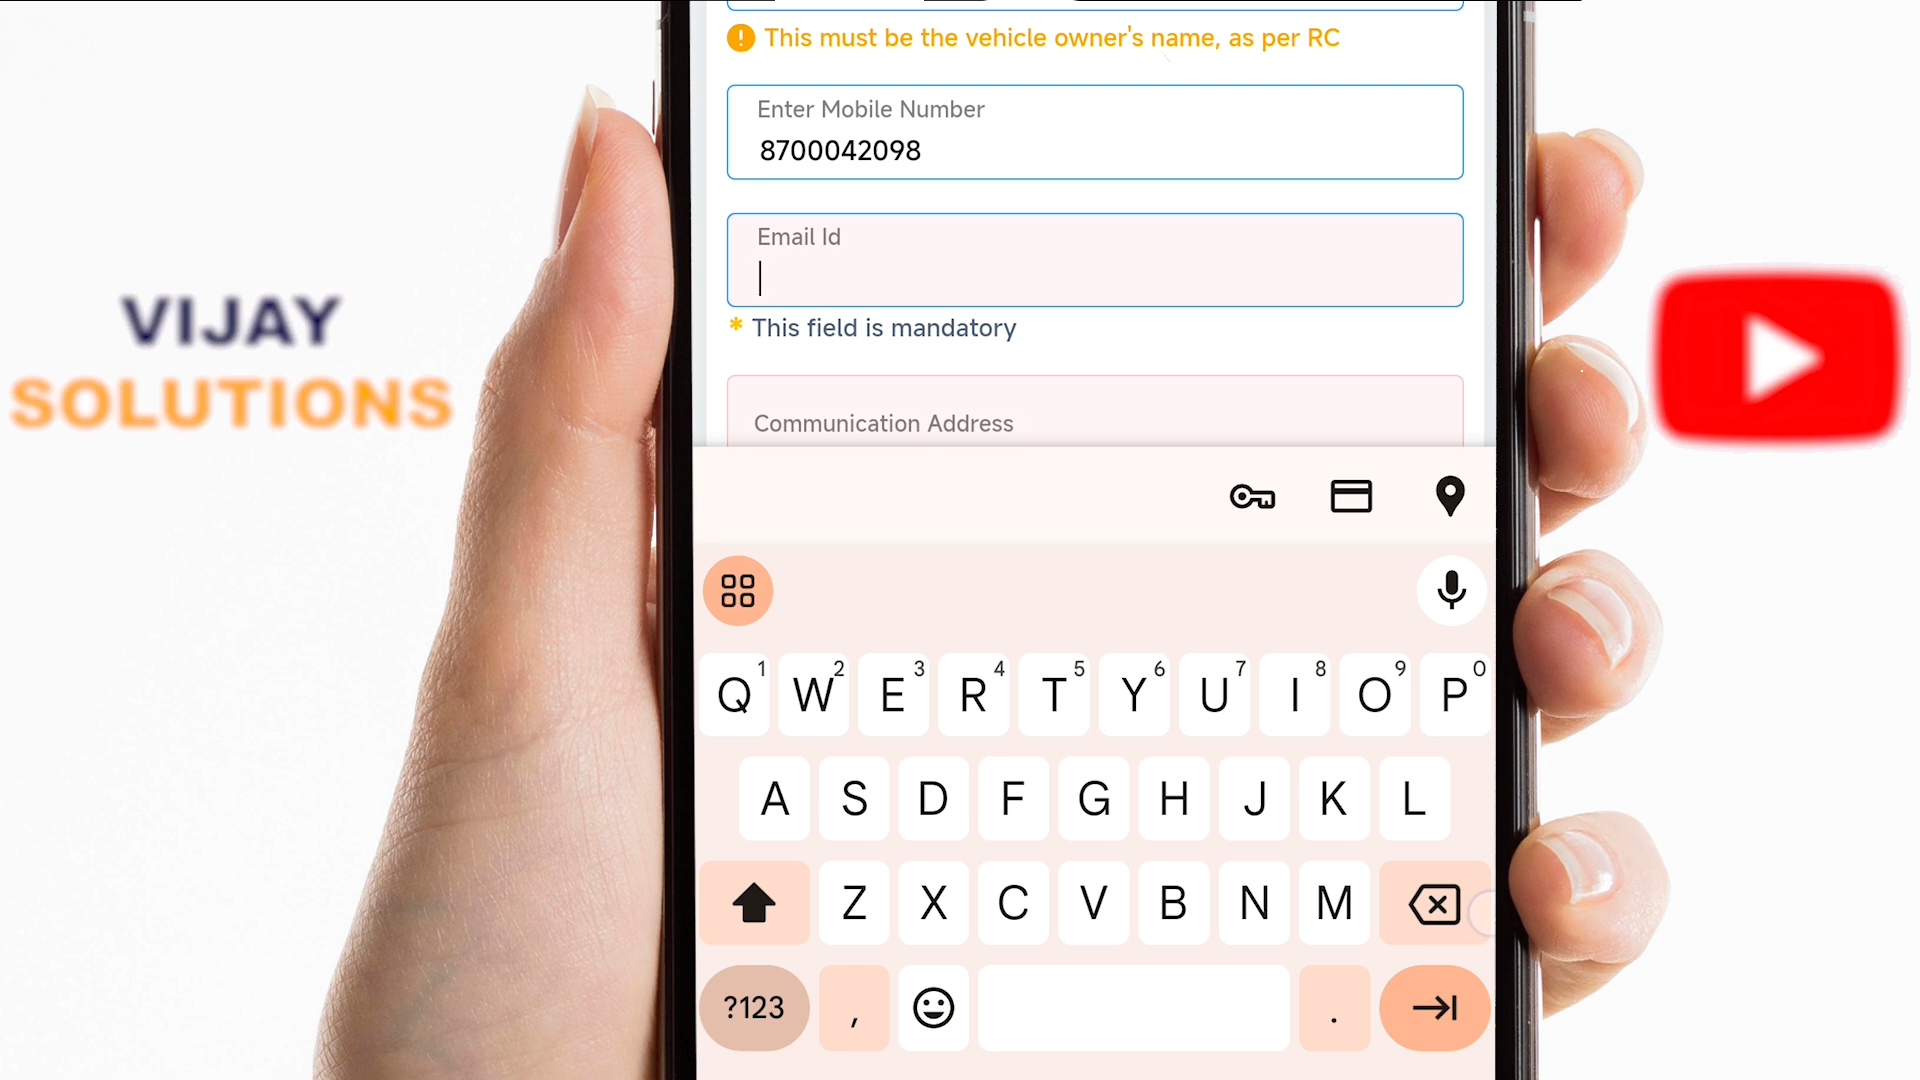 This must be the vehicle owner's name, as per RC
Enter Mobile Number
8700042098
Email Id
* This field is mandatory
Communication Address
VIJAY
SOLUTIONS
Q1 W2 E3 R4 T5 Y6 U7 I8 O9 P0
A S D F G H J K L
Z X C V B N M
?123 , .